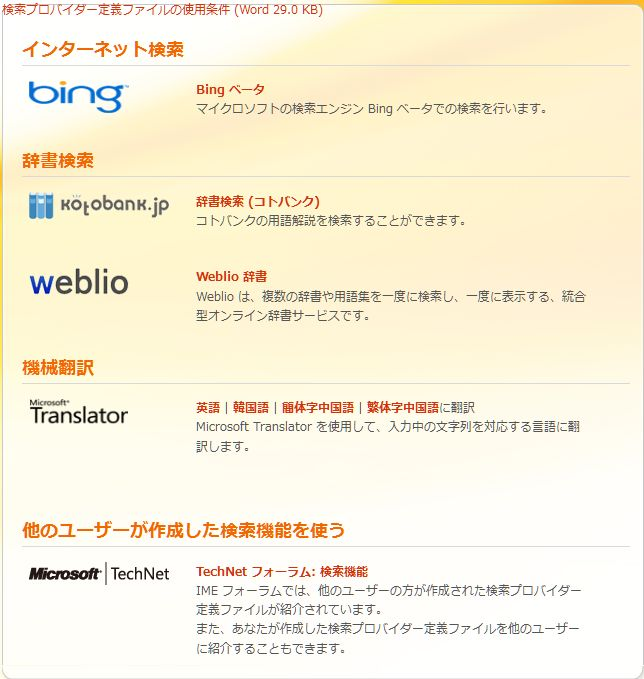 検索プロバイダー定義ファイルの使用条件 (Word 29.0 KB)
インターネット検索
bing™
Bing ベータ
マイクロソフトの検索エンジン Bing ベータでの検索を行います。
辞書検索
kotobank.jp
辞書検索 (コトバンク)
コトバンクの用語解説を検索することができます。
weblio
Weblio 辞書
Weblio は、複数の辞書や用語集を一度に検索し、一度に表示する、統合
型オンライン辞書サービスです。
機械翻訳
Microsoft®
Translator
英語 | 韓国語 | 簡体字中国語 | 繁体字中国語に翻訳
Microsoft Translator を使用して、入力中の文字列を対応する言語に翻
訳します。
他のユーザーが作成した検索機能を使う
Microsoft® | TechNet
TechNet フォーラム: 検索機能
IME フォーラムでは、他のユーザーの方が作成された検索プロバイダー
定義ファイルが紹介されています。
また、あなたが作成した検索プロバイダー定義ファイルを他のユーザー
に紹介することもできます。